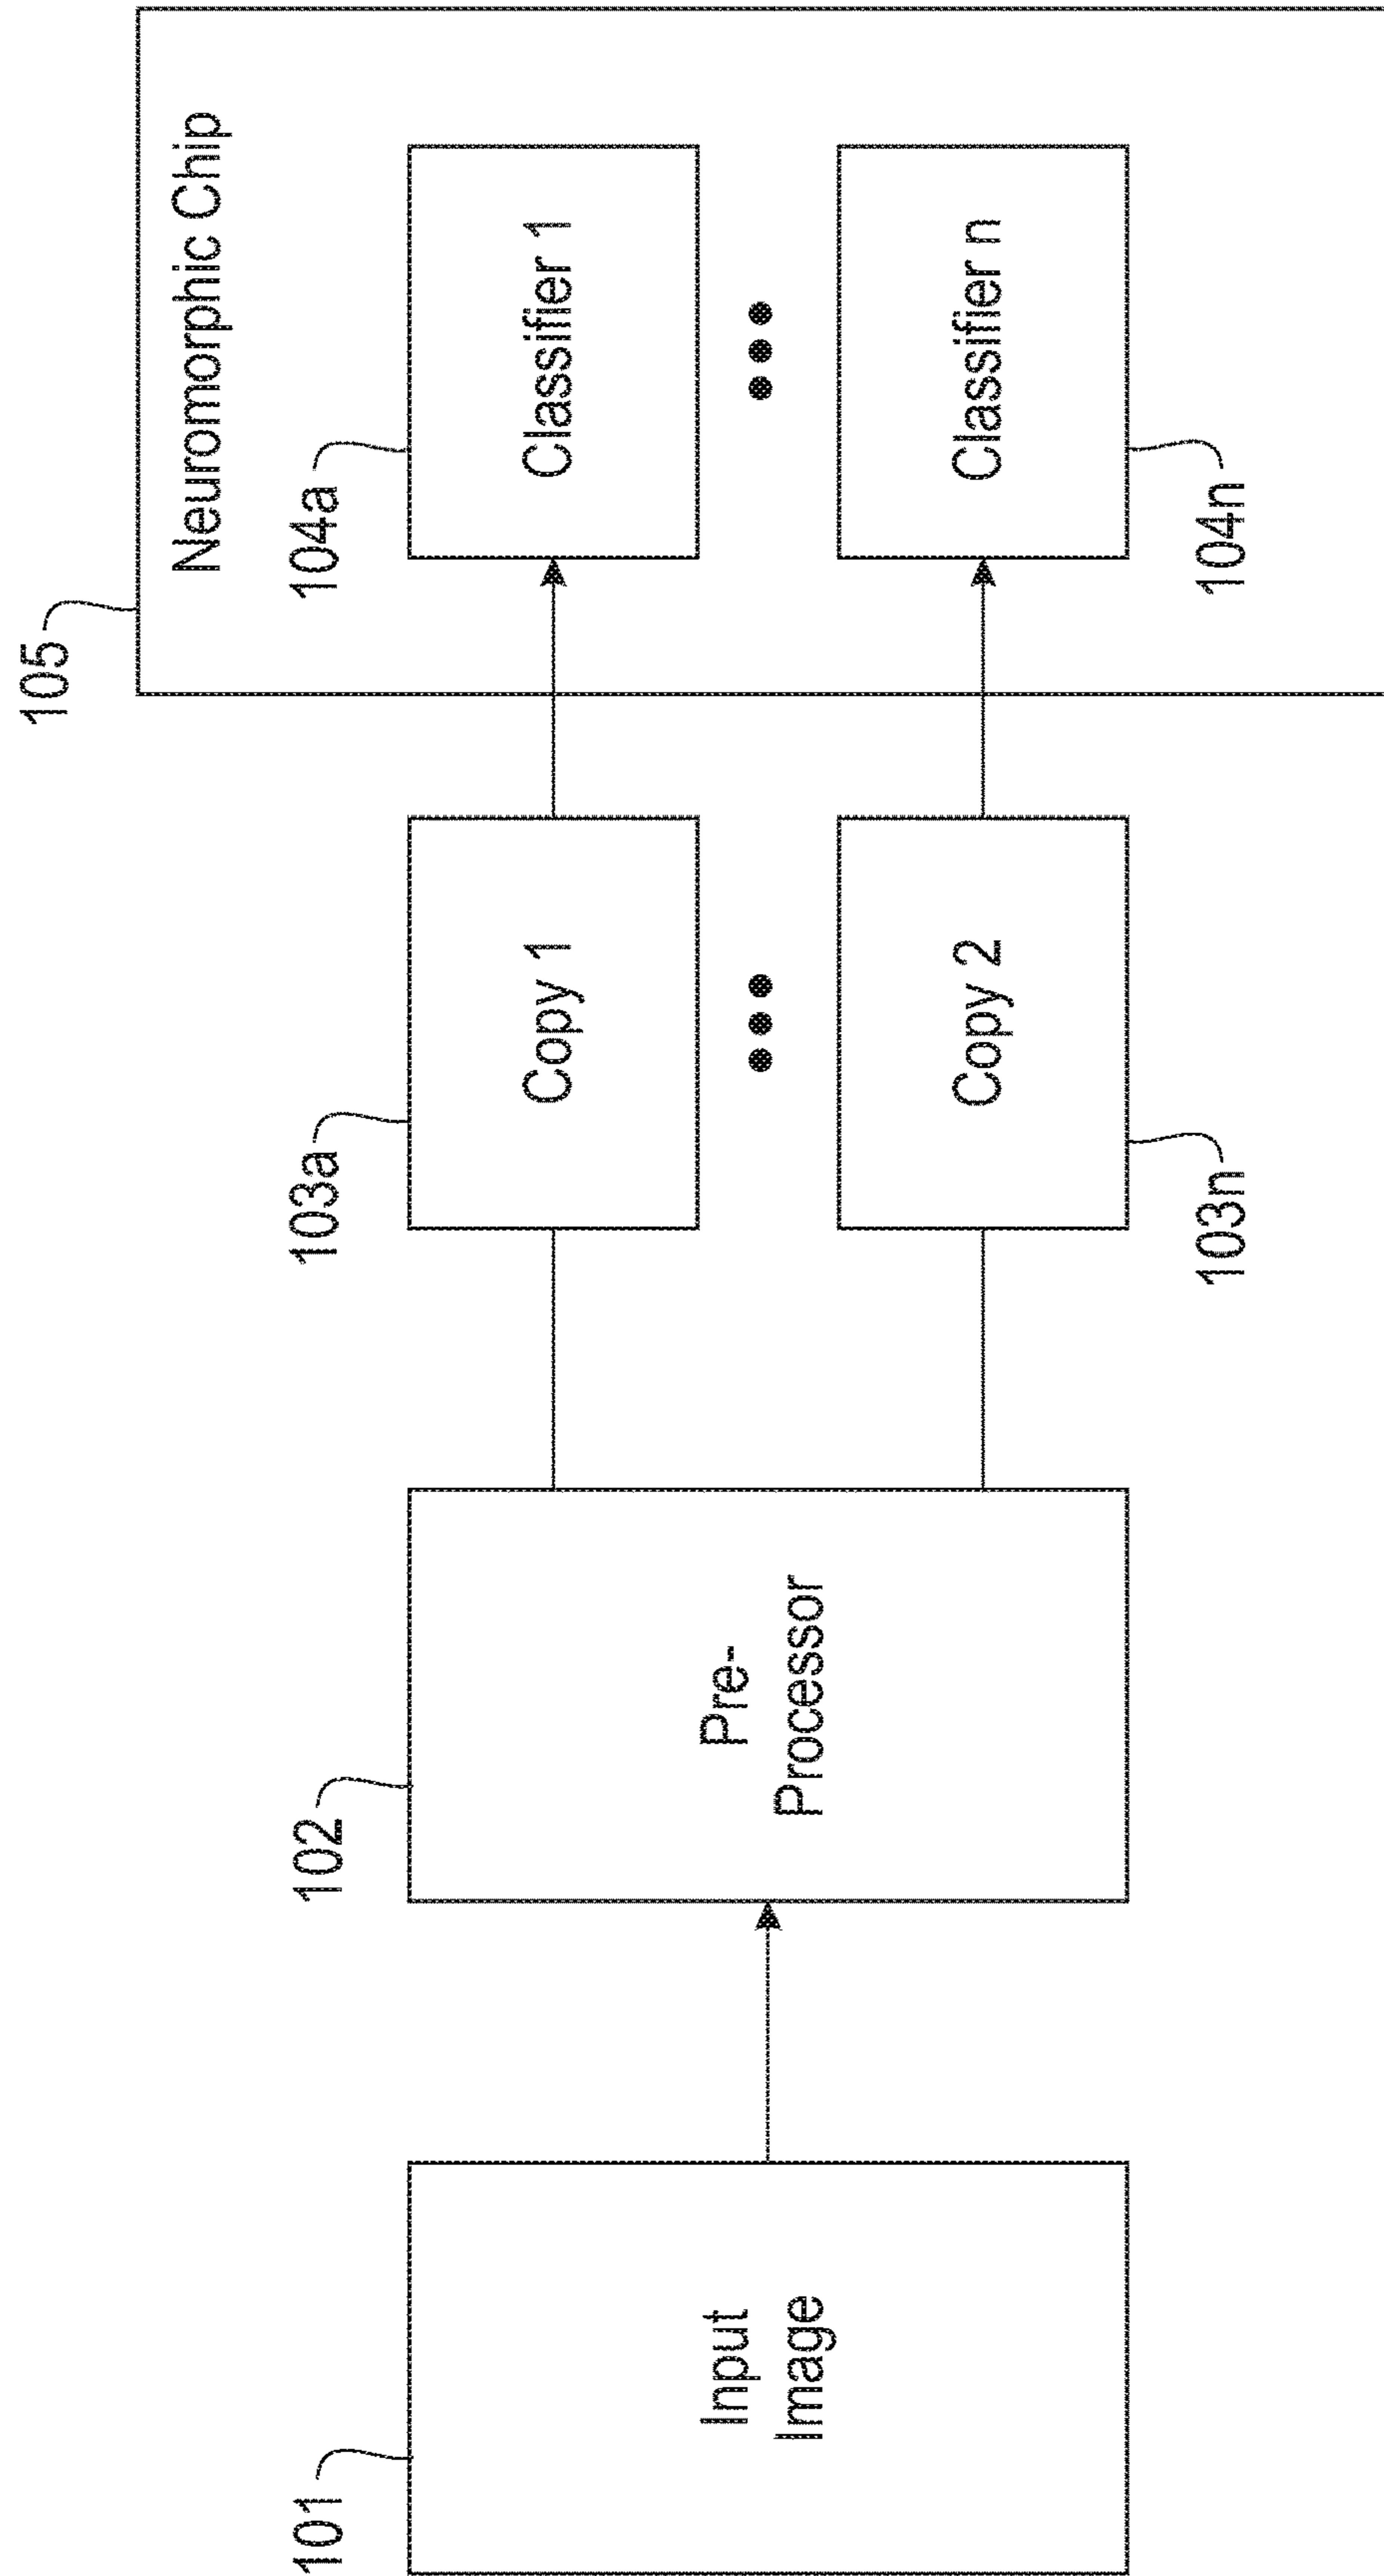 105
Neuromorphic Chip
101
Input
Image
102
Pre-
Processor
103a
Copy 1
104a
Classifier 1
Copy 2
103n
Classifier n
104n